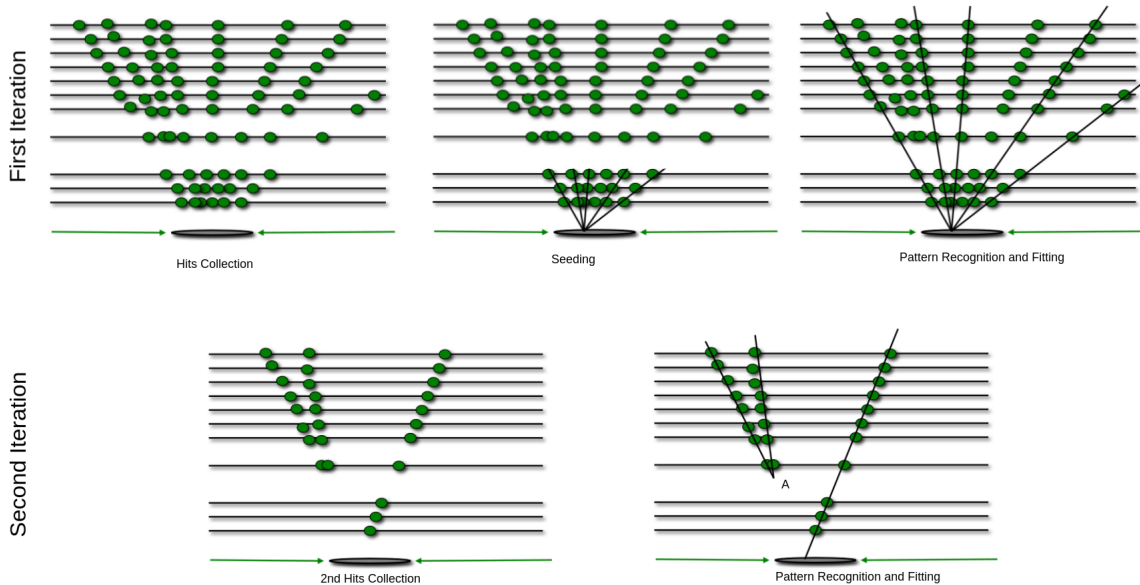 First Iteration
Hits Collection
Seeding
Pattern Recognition and Fitting
Second Iteration
A
2nd Hits Collection
Pattern Recognition and Fitting